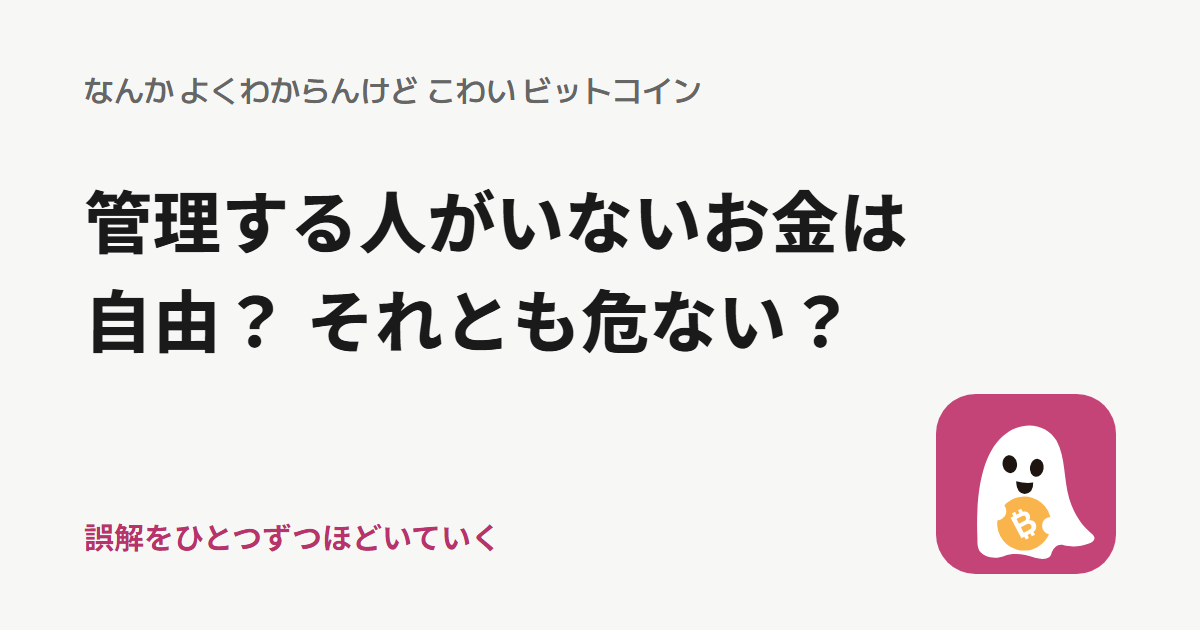 なんか よくわからんけど こわい ビットコイン
管理する人がいないお金は
自由？ それとも危ない？
誤解をひとつずつほどいていく